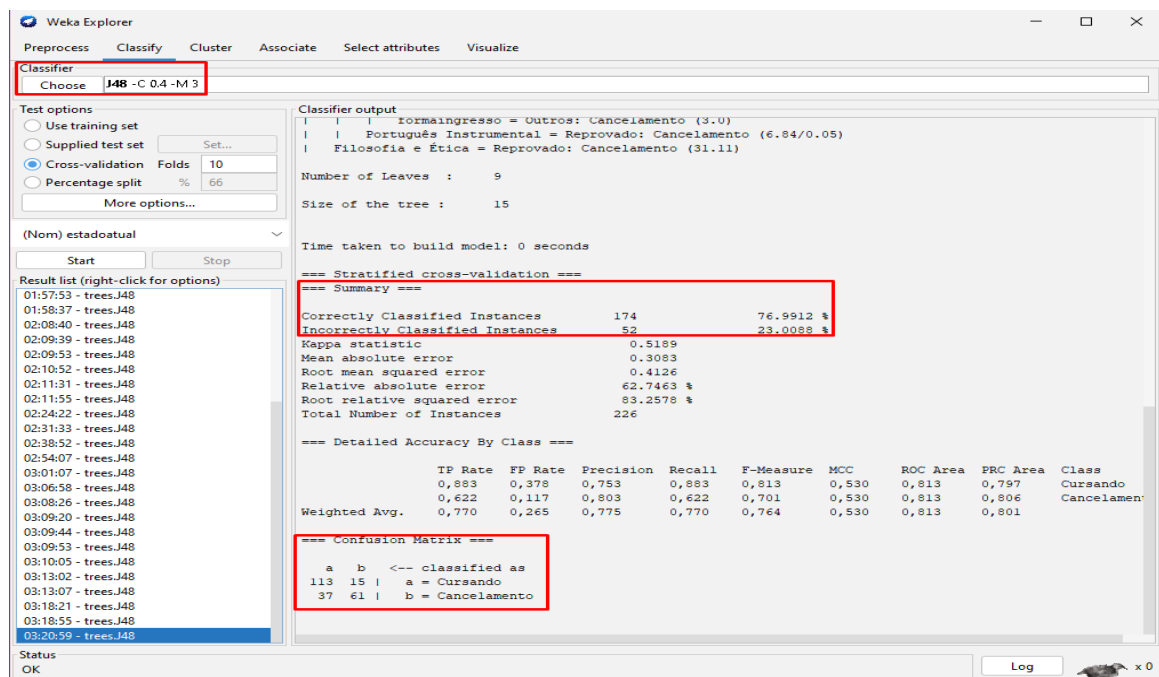 Weka Explorer
Preprocess Classify Cluster Associate Select attributes Visualize
Classifier
Choose J48 -C 0.4 -M 3
Test options
Use training set
Supplied test set Set...
Cross-validation Folds 10
Percentage split % 66
More options...
(Nom) estadoatual
Start Stop
Result list (right-click for options)
01:57:53 - trees.J48
01:58:37 - trees.J48
02:08:40 - trees.J48
02:09:39 - trees.J48
02:09:53 - trees.J48
02:10:52 - trees.J48
02:11:31 - trees.J48
02:11:55 - trees.J48
02:24:22 - trees.J48
02:31:33 - trees.J48
02:38:52 - trees.J48
02:54:07 - trees.J48
03:01:07 - trees.J48
03:06:58 - trees.J48
03:08:26 - trees.J48
03:09:20 - trees.J48
03:09:44 - trees.J48
03:09:53 - trees.J48
03:10:05 - trees.J48
03:13:02 - trees.J48
03:13:07 - trees.J48
03:18:21 - trees.J48
03:18:55 - trees.J48
03:20:59 - trees.J48
Classifier output
| | | formaingresso = Outros: Cancelamento (3.0)
| | Português Instrumental = Reprovado: Cancelamento (6.84/0.05)
| Filosofia e Ética = Reprovado: Cancelamento (31.11)
Number of Leaves : 9
Size of the tree : 15
Time taken to build model: 0 seconds
=== Stratified cross-validation ===
=== Summary ===
Correctly Classified Instances 174 76.9912 %
Incorrectly Classified Instances 52 23.0088 %
Kappa statistic 0.5189
Mean absolute error 0.3083
Root mean squared error 0.4126
Relative absolute error 62.7463 %
Root relative squared error 83.2578 %
Total Number of Instances 226
=== Detailed Accuracy By Class ===
TP Rate FP Rate Precision Recall F-Measure MCC ROC Area PRC Area Class
0,883 0,378 0,753 0,883 0,813 0,530 0,813 0,797 Cursando
0,622 0,117 0,803 0,622 0,701 0,530 0,813 0,806 Cancelamen
Weighted Avg. 0,770 0,265 0,775 0,770 0,764 0,530 0,813 0,801
=== Confusion Matrix ===
a b <-- classified as
113 15 | a = Cursando
37 61 | b = Cancelamento
Status
OK
Log x 0